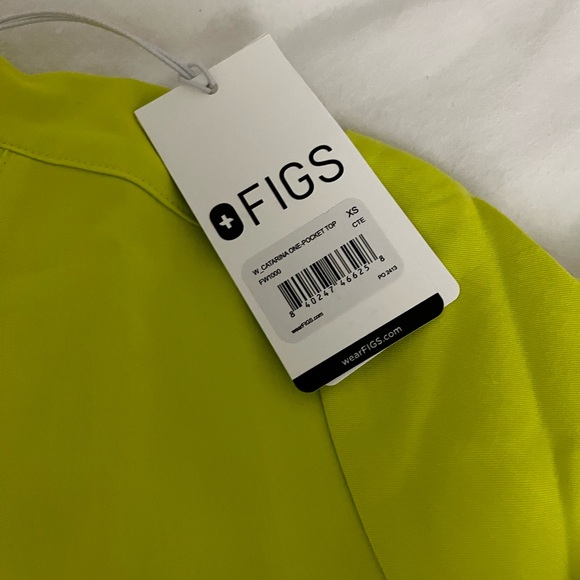 FIGS
W_CATARINA ONE-POCKET TOP XS
FW1000 CTE
8 40247 46625 8
wearFIGS.com PO 2413
wearFIGS.com